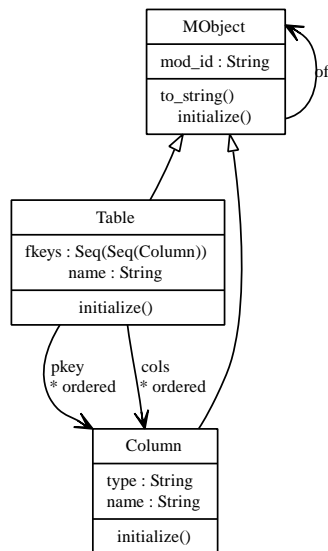 MObject
mod_id : String
of
to_string()
initialize()
Table
fkeys : Seq(Seq(Column))
name : String
initialize()
pkey
* ordered
cols
* ordered
Column
type : String
name : String
initialize()